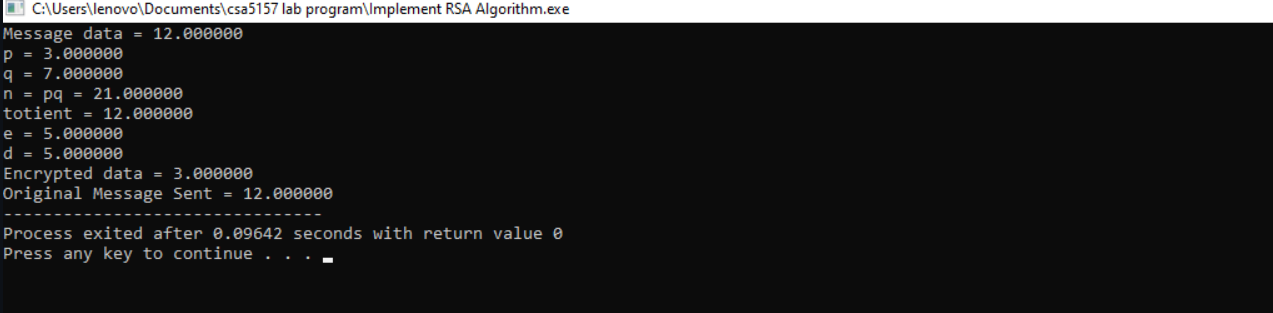 C:\Users\lenovo\Documents\csa5157 lab program\Implement RSA Algorithm.exe
Message data = 12.000000
p = 3.000000
q = 7.000000
n = pq = 21.000000
totient = 12.000000
e = 5.000000
d = 5.000000
Encrypted data = 3.000000
Original Message Sent = 12.000000
--------------------------------
Process exited after 0.09642 seconds with return value 0
Press any key to continue . . .